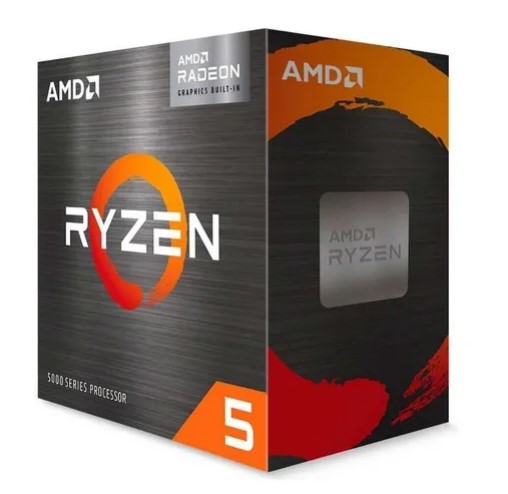 AMD
AMD
RADEON
GRAPHICS BUILT-IN
RYZEN
5000 SERIES PROCESSOR
5
AMD
AMD
RYZEN